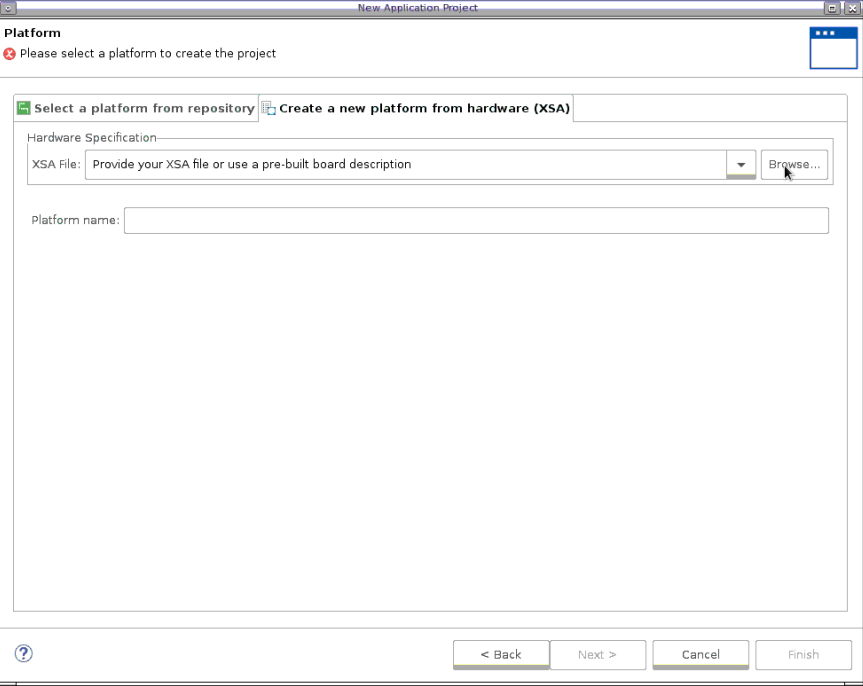 New Application Project
Platform
Please select a platform to create the project
Select a platform from repository Create a new platform from hardware (XSA)
Hardware Specification
XSA File: Provide your XSA file or use a pre-built board description Browse...
Platform name:
? < Back Next > Cancel Finish